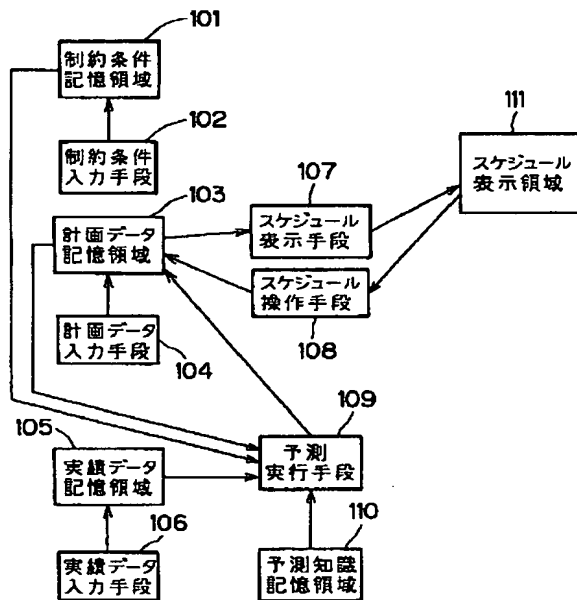 101
制約条件
記憶領域
102
制約条件
入力手段
103
計画データ
記憶領域
104
計画データ
入力手段
105
実績データ
記憶領域
106
実績データ
入力手段
107
スケジュール
表示手段
スケジュール
操作手段
108
109
予測
実行手段
110
予測知識
記憶領域
111
スケジュール
表示領域